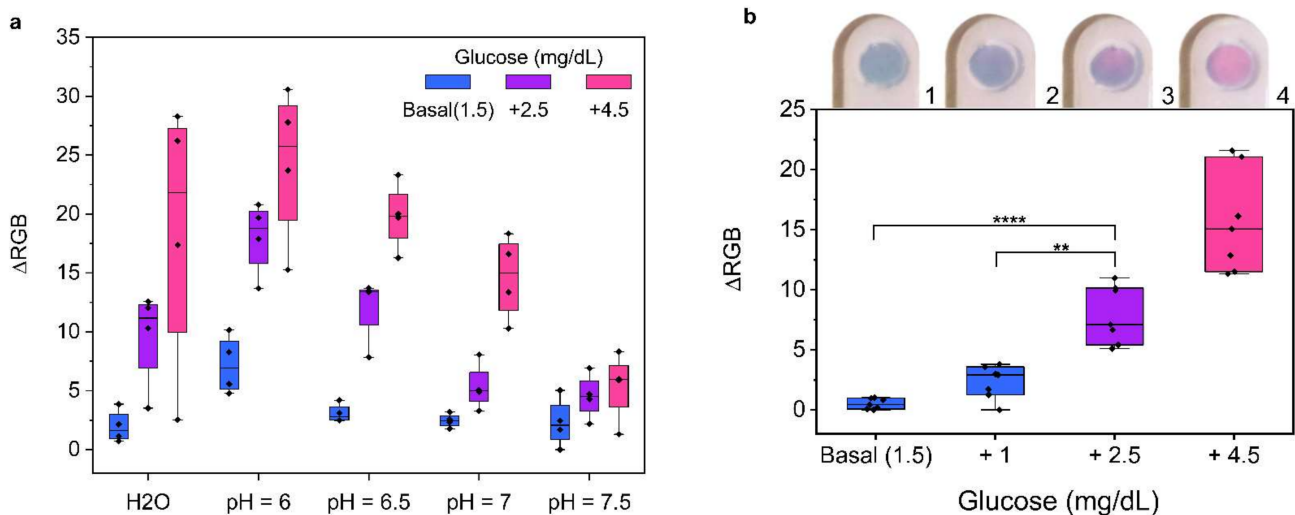 a
35
30
25
20
15
10
5
0
ΔRGB
Glucose (mg/dL)
Basal(1.5) +2.5 +4.5
H2O pH = 6 pH = 6.5 pH = 7 pH = 7.5
b
1 2 3 4
25
20
15
10
5
0
ΔRGB
****
**
Basal (1.5) + 1 + 2.5 + 4.5
Glucose (mg/dL)